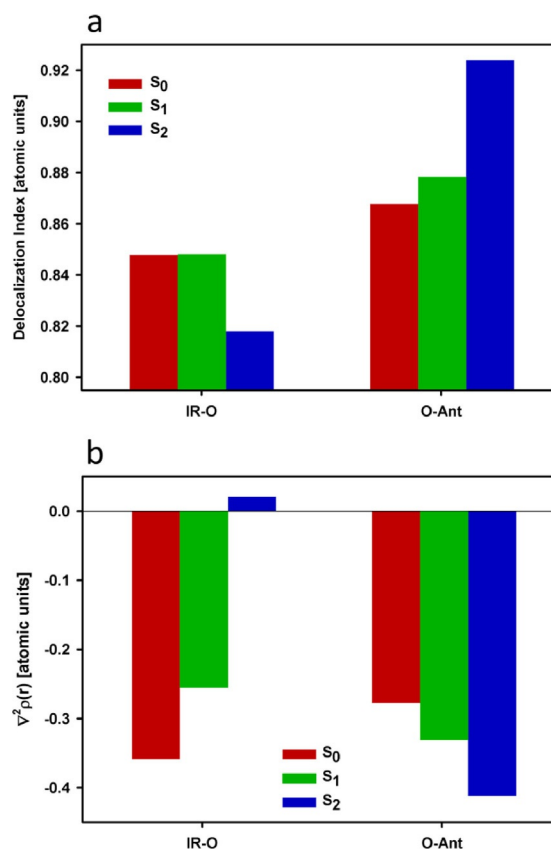 a
Delocalization Index [atomic units]
0.92
0.90
0.88
0.86
0.84
0.82
0.80
S0
S1
S2
IR-O
O-Ant
b
∇²ρ(r) [atomic units]
0.0
-0.1
-0.2
-0.3
-0.4
S0
S1
S2
IR-O
O-Ant